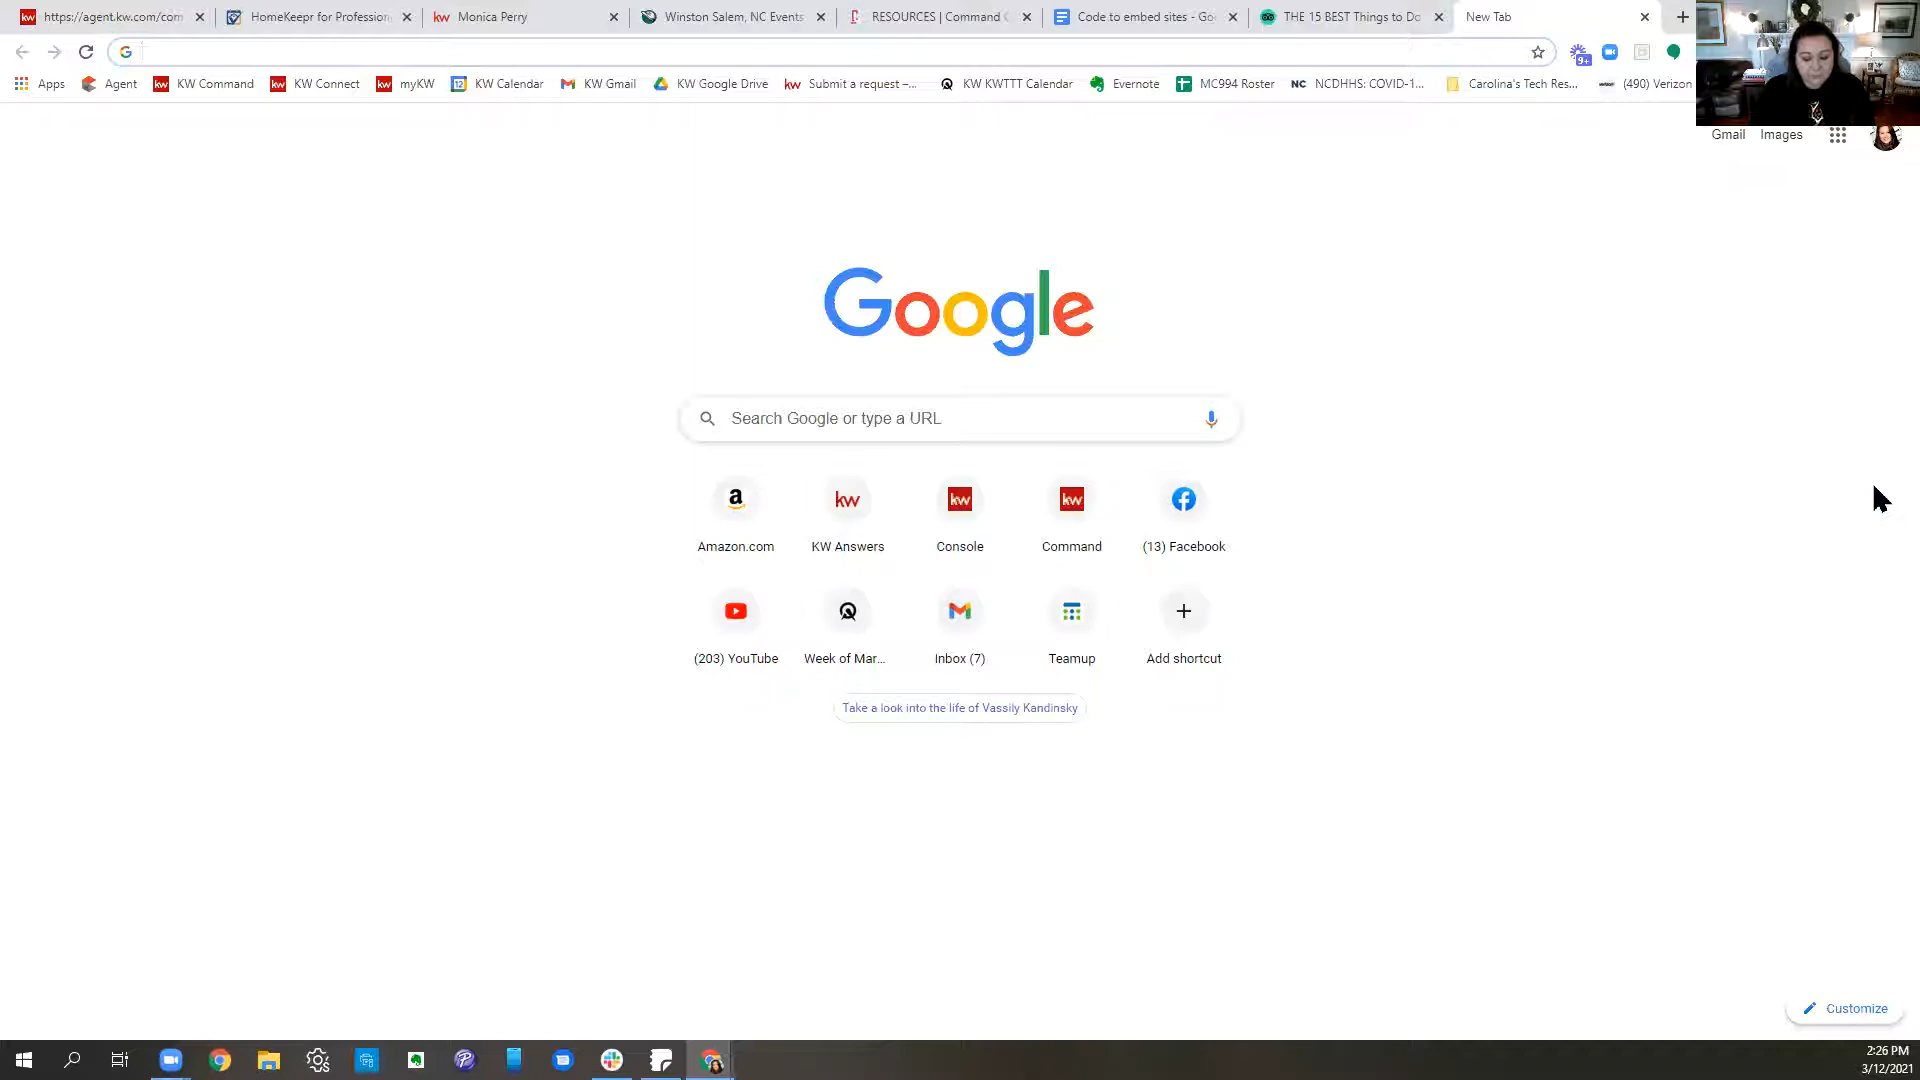 https://agent.kw.com/com
HomeKeepr for Profession
Monica Perry
Winston Salem, NC Events
RESOURCES | Command
Code to embed sites - Go
THE 15 BEST Things to Do
New Tab
9+
Apps
Agent
KW Command
KW Connect
myKW
KW Calendar
KW Gmail
KW Google Drive
Submit a request –...
KW KWTTT Calendar
Evernote
MC994 Roster
NCDHHS: COVID-1...
Carolina's Tech Res...
(490) Verizon
Gmail
Images
Google
Search Google or type a URL
Amazon.com
KW Answers
Console
Command
(13) Facebook
(203) YouTube
Week of Mar...
Inbox (7)
Teamup
Add shortcut
Take a look into the life of Vassily Kandinsky
Customize
2:26 PM
3/12/2021